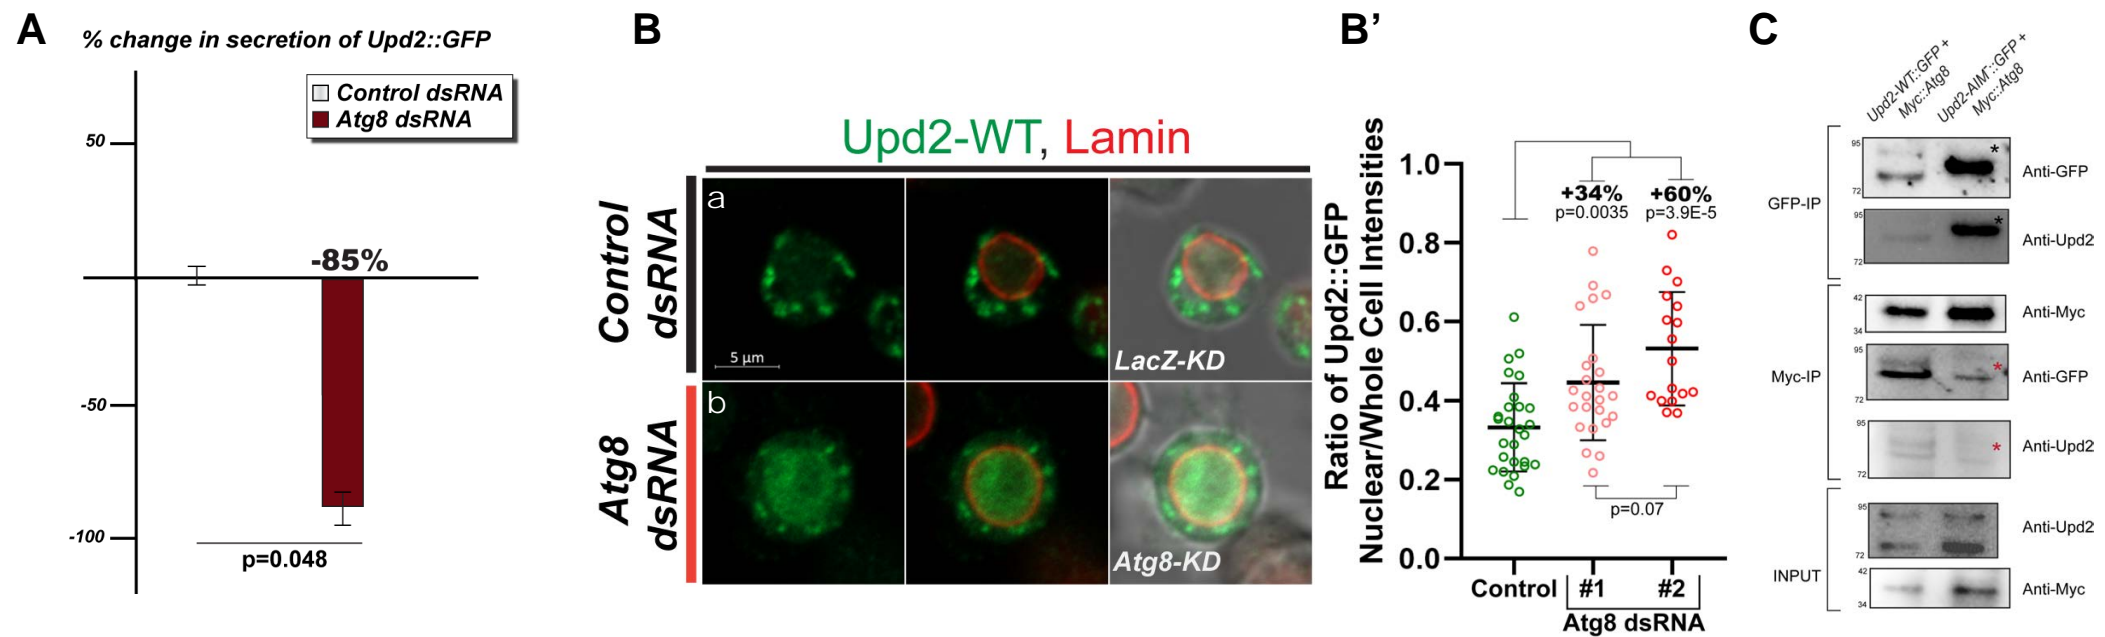 A
% change in secretion of Upd2::GFP
Control dsRNA
Atg8 dsRNA
50
-85%
-50
-100
p=0.048
B
Upd2-WT, Lamin
Control
dsRNA
a
5 µm
LacZ-KD
Atg8
dsRNA
b
Atg8-KD
B’
Ratio of Upd2::GFP
Nuclear/Whole Cell Intensities
1.0
0.8
0.6
0.4
0.2
0.0
+34%
p=0.0035
+60%
p=3.9E-5
p=0.07
Control
#1
#2
Atg8 dsRNA
C
Upd2-WT::GFP +
Myc::Atg8
Upd2-AIM-::GFP +
Myc::Atg8
GFP-IP
95
72
*
Anti-GFP
95
72
*
Anti-Upd2
Myc-IP
42
34
Anti-Myc
95
72
*
Anti-GFP
95
72
*
Anti-Upd2
INPUT
95
72
Anti-Upd2
42
34
Anti-Myc